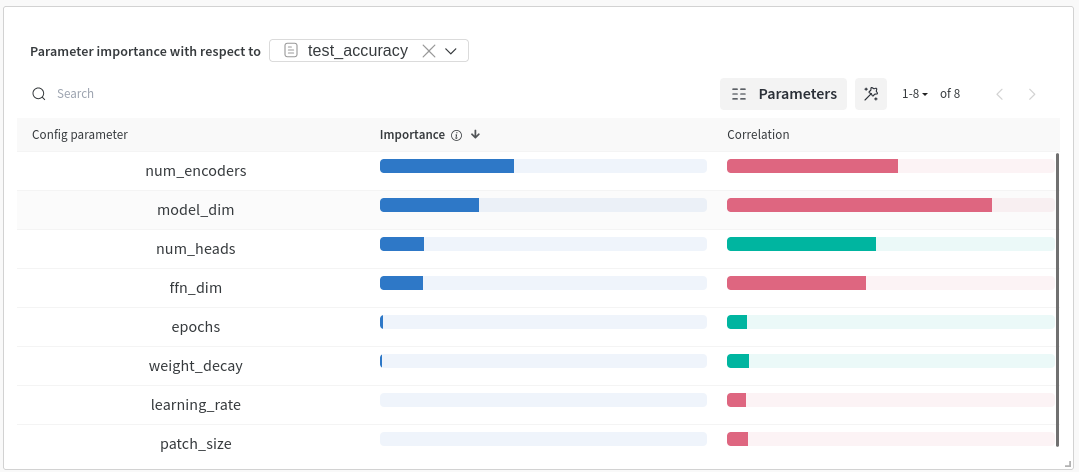 Parameter importance with respect to test_accuracy
Search Parameters 1-8 of 8
Config parameter Importance Correlation
num_encoders
model_dim
num_heads
ffn_dim
epochs
weight_decay
learning_rate
patch_size